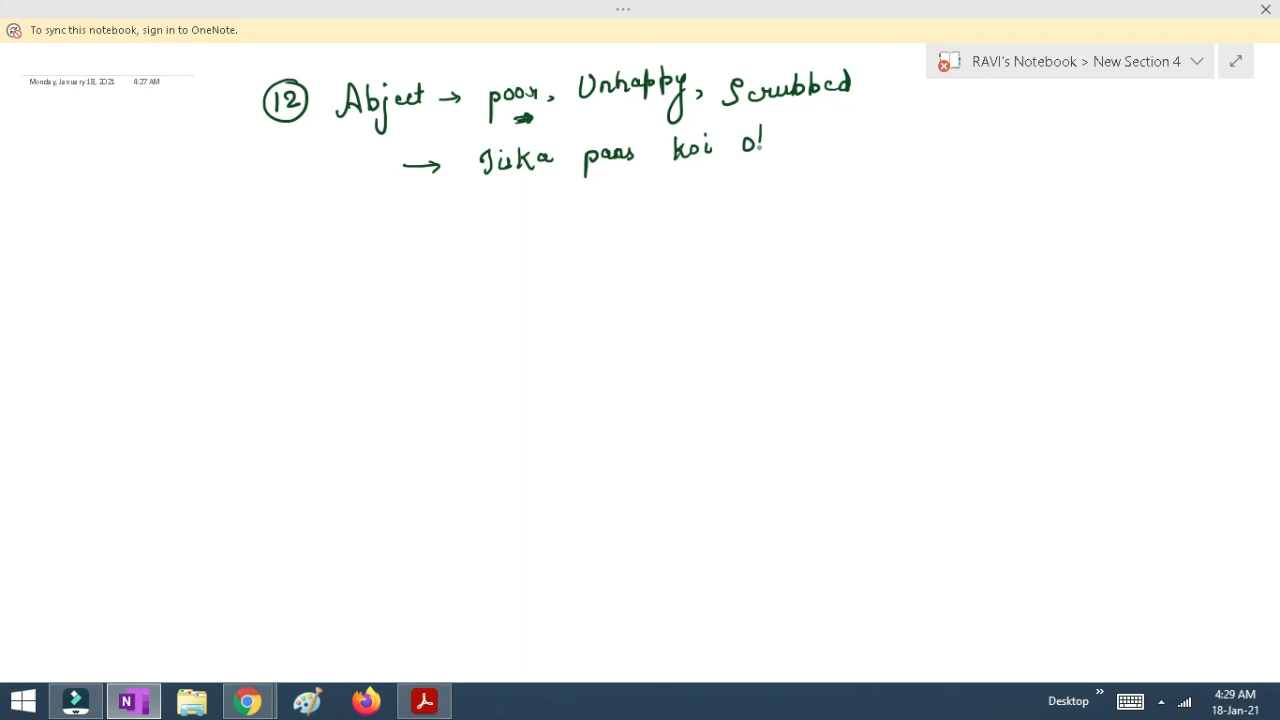 To sync this notebook, sign in to OneNote.
RAVI's Notebook > New Section 4
Monday, January 18, 2021 4:27 AM
12 Abject → poor, Unhappy, Scrubbed
→ Jiska paas koi
Desktop
4:29 AM
18-Jan-21